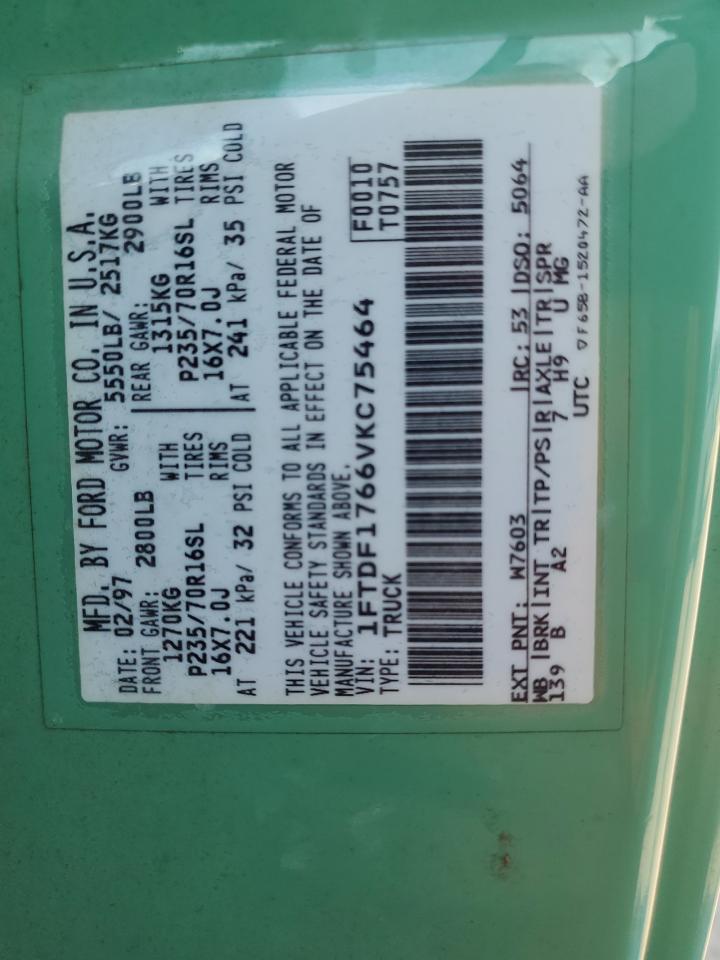 MFD. BY FORD MOTOR CO. IN U.S.A.
DATE: 02/97 GVWR: 5550LB/ 2517KG
FRONT GAWR: 2800LB REAR GAWR: 2900LB
1270KG WITH 1315KG WITH
P235/70R16SL TIRES P235/70R16SL TIRES
16X7.0J RIMS 16X7.0J RIMS
AT 221 kPa/ 32 PSI COLD AT 241 kPa/ 35 PSI COLD
THIS VEHICLE CONFORMS TO ALL APPLICABLE FEDERAL MOTOR
VEHICLE SAFETY STANDARDS IN EFFECT ON THE DATE OF
MANUFACTURE SHOWN ABOVE.
VIN: 1FTDF1766VKC75464 F0010
TYPE: TRUCK T0757
EXT PNT: W7603 RC: 53 DSO: 5064
WB BRK INT TR TP/PS R AXLE TR SPR
139 B A2 7 H9 U MG
UTC ▽F65B-1520472-AA